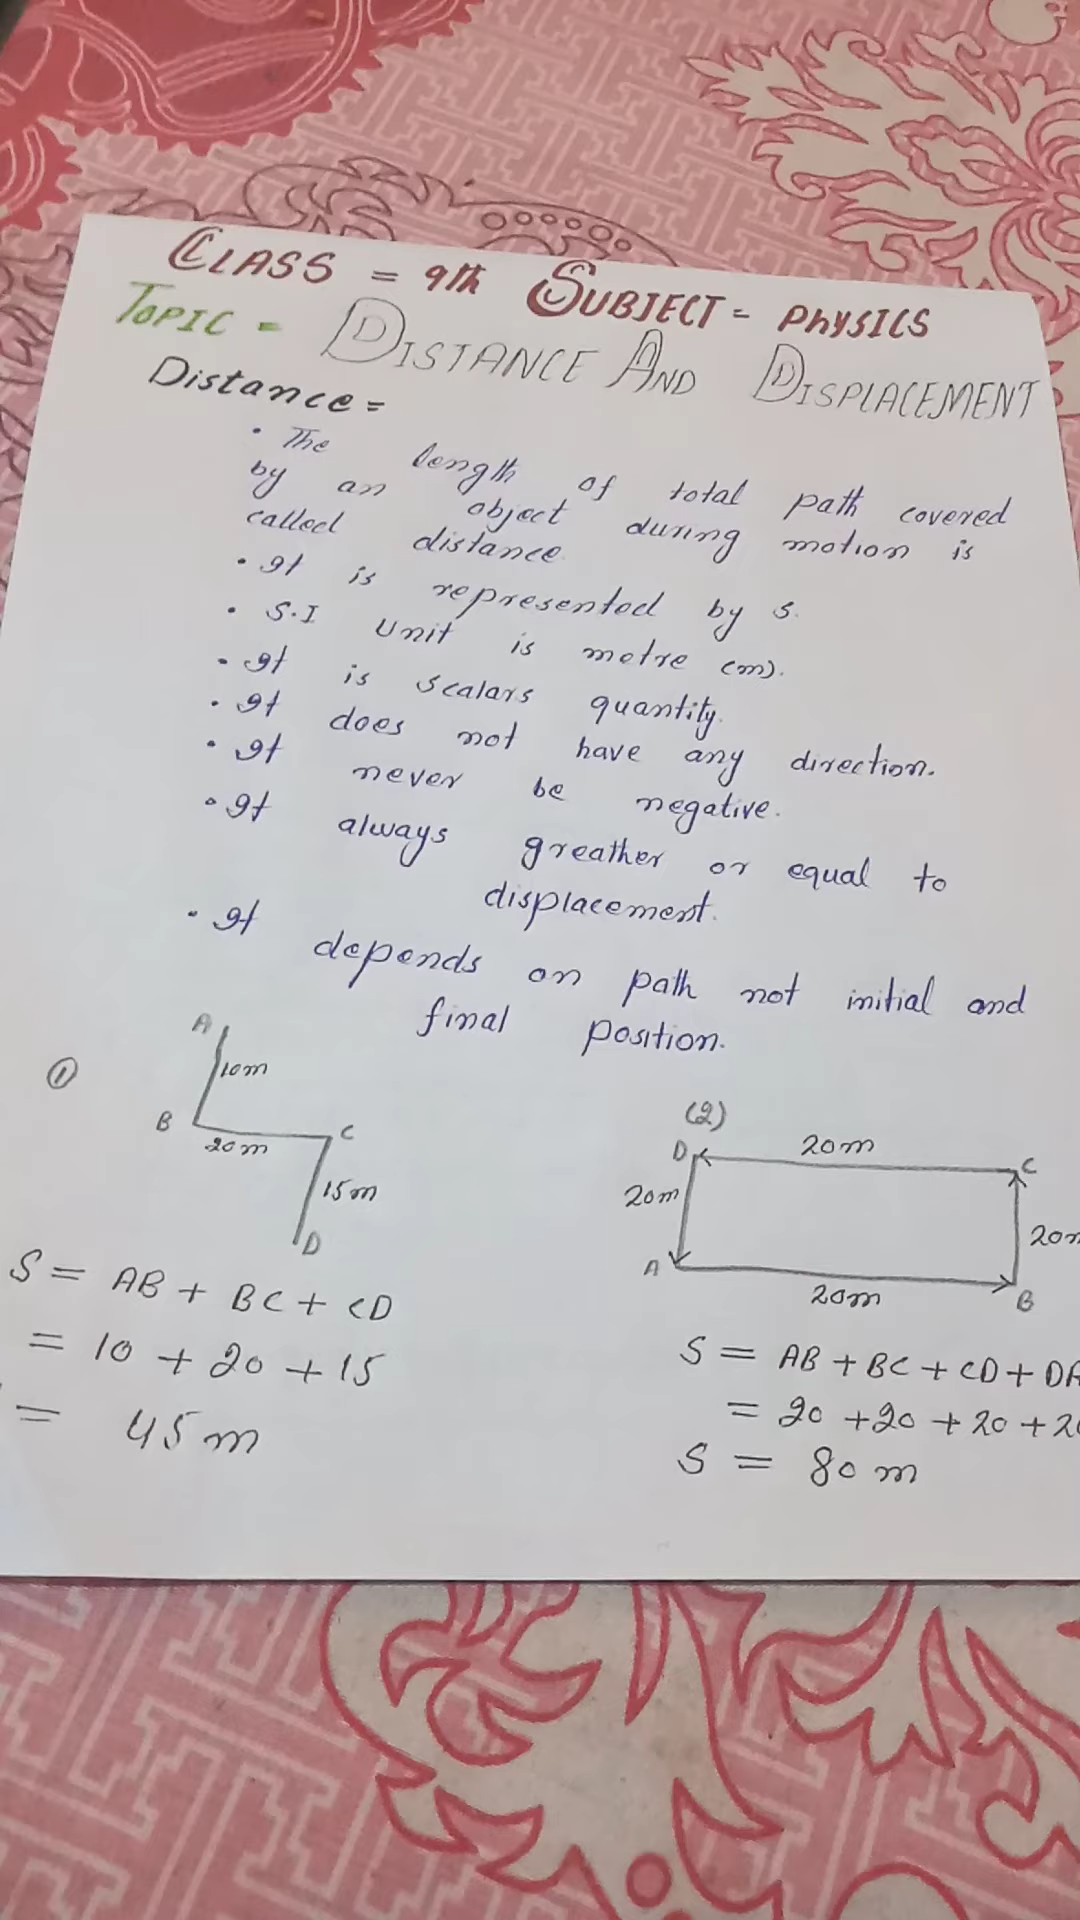 CLASS = 9th SUBJECT = PhySICS
TOPIC = DISTANCE AND DISPLACEMENT
Distance =
• The length of total path covered
by an object during motion is
called distance
• It is represented by s.
• S.I Unit is metre (m).
• It is scalars quantity.
• It does not have any direction.
• It never be negative.
• It always greather or equal to
displacement.
• It depends on path not initial and
final position.
①
A
10m
B
20m
C
15m
D
S = AB + BC + CD
= 10 + 20 + 15
= 45 m
(2)
D
20m
C
20m
20m
A
20m
B
S = AB + BC + CD + DA
= 20 + 20 + 20 + 20
S = 80 m